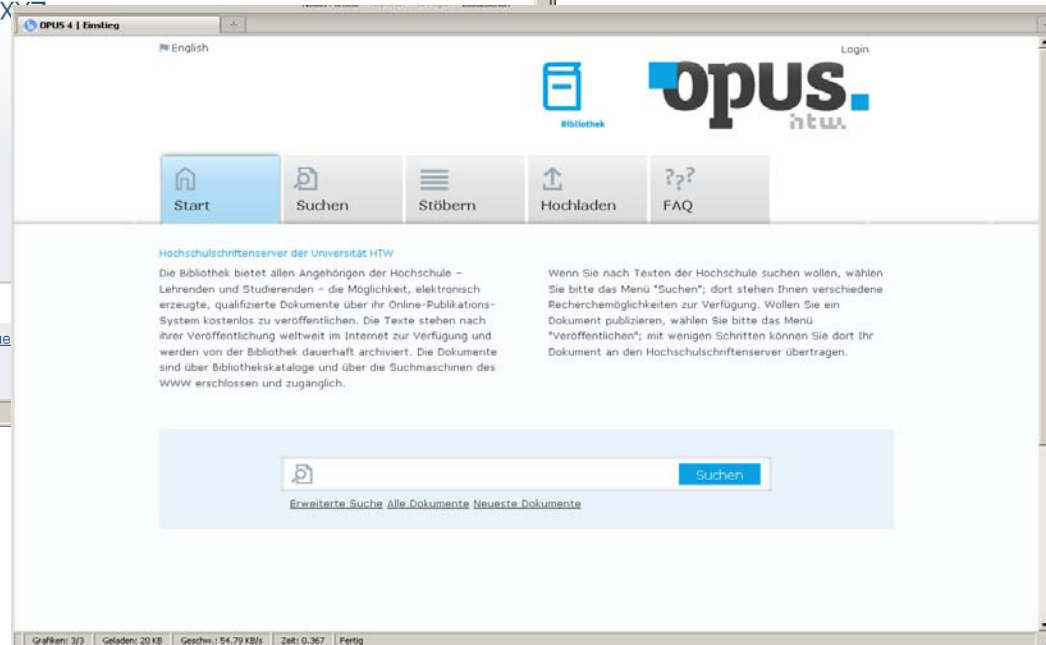 XYZ
OPUS 4 | Einstieg
English
Login
Bibliothek
opus.
htw.
Start
Suchen
Stöbern
Hochladen
???
FAQ
Hochschulschriftenserver der Universität HTW
Die Bibliothek bietet allen Angehörigen der Hochschule –
Lehrenden und Studierenden – die Möglichkeit, elektronisch
erzeugte, qualifizierte Dokumente über ihr Online-Publikations-
System kostenlos zu veröffentlichen. Die Texte stehen nach
ihrer Veröffentlichung weltweit im Internet zur Verfügung und
werden von der Bibliothek dauerhaft archiviert. Die Dokumente
sind über Bibliothekskataloge und über die Suchmaschinen des
WWW erschlossen und zugänglich.
Wenn Sie nach Texten der Hochschule suchen wollen, wählen
Sie bitte das Menü "Suchen"; dort stehen Ihnen verschiedene
Recherchemöglichkeiten zur Verfügung. Wollen Sie ein
Dokument publizieren, wählen Sie bitte das Menü
"Veröffentlichen"; mit wenigen Schritten können Sie dort Ihr
Dokument an den Hochschulschriftenserver übertragen.
Suchen
Erweiterte Suche Alle Dokumente Neueste Dokumente
Grafiken: 3/3 Geladen: 20 KB Geschw.: 54.79 KB/s Zeit: 0.367 Fertig